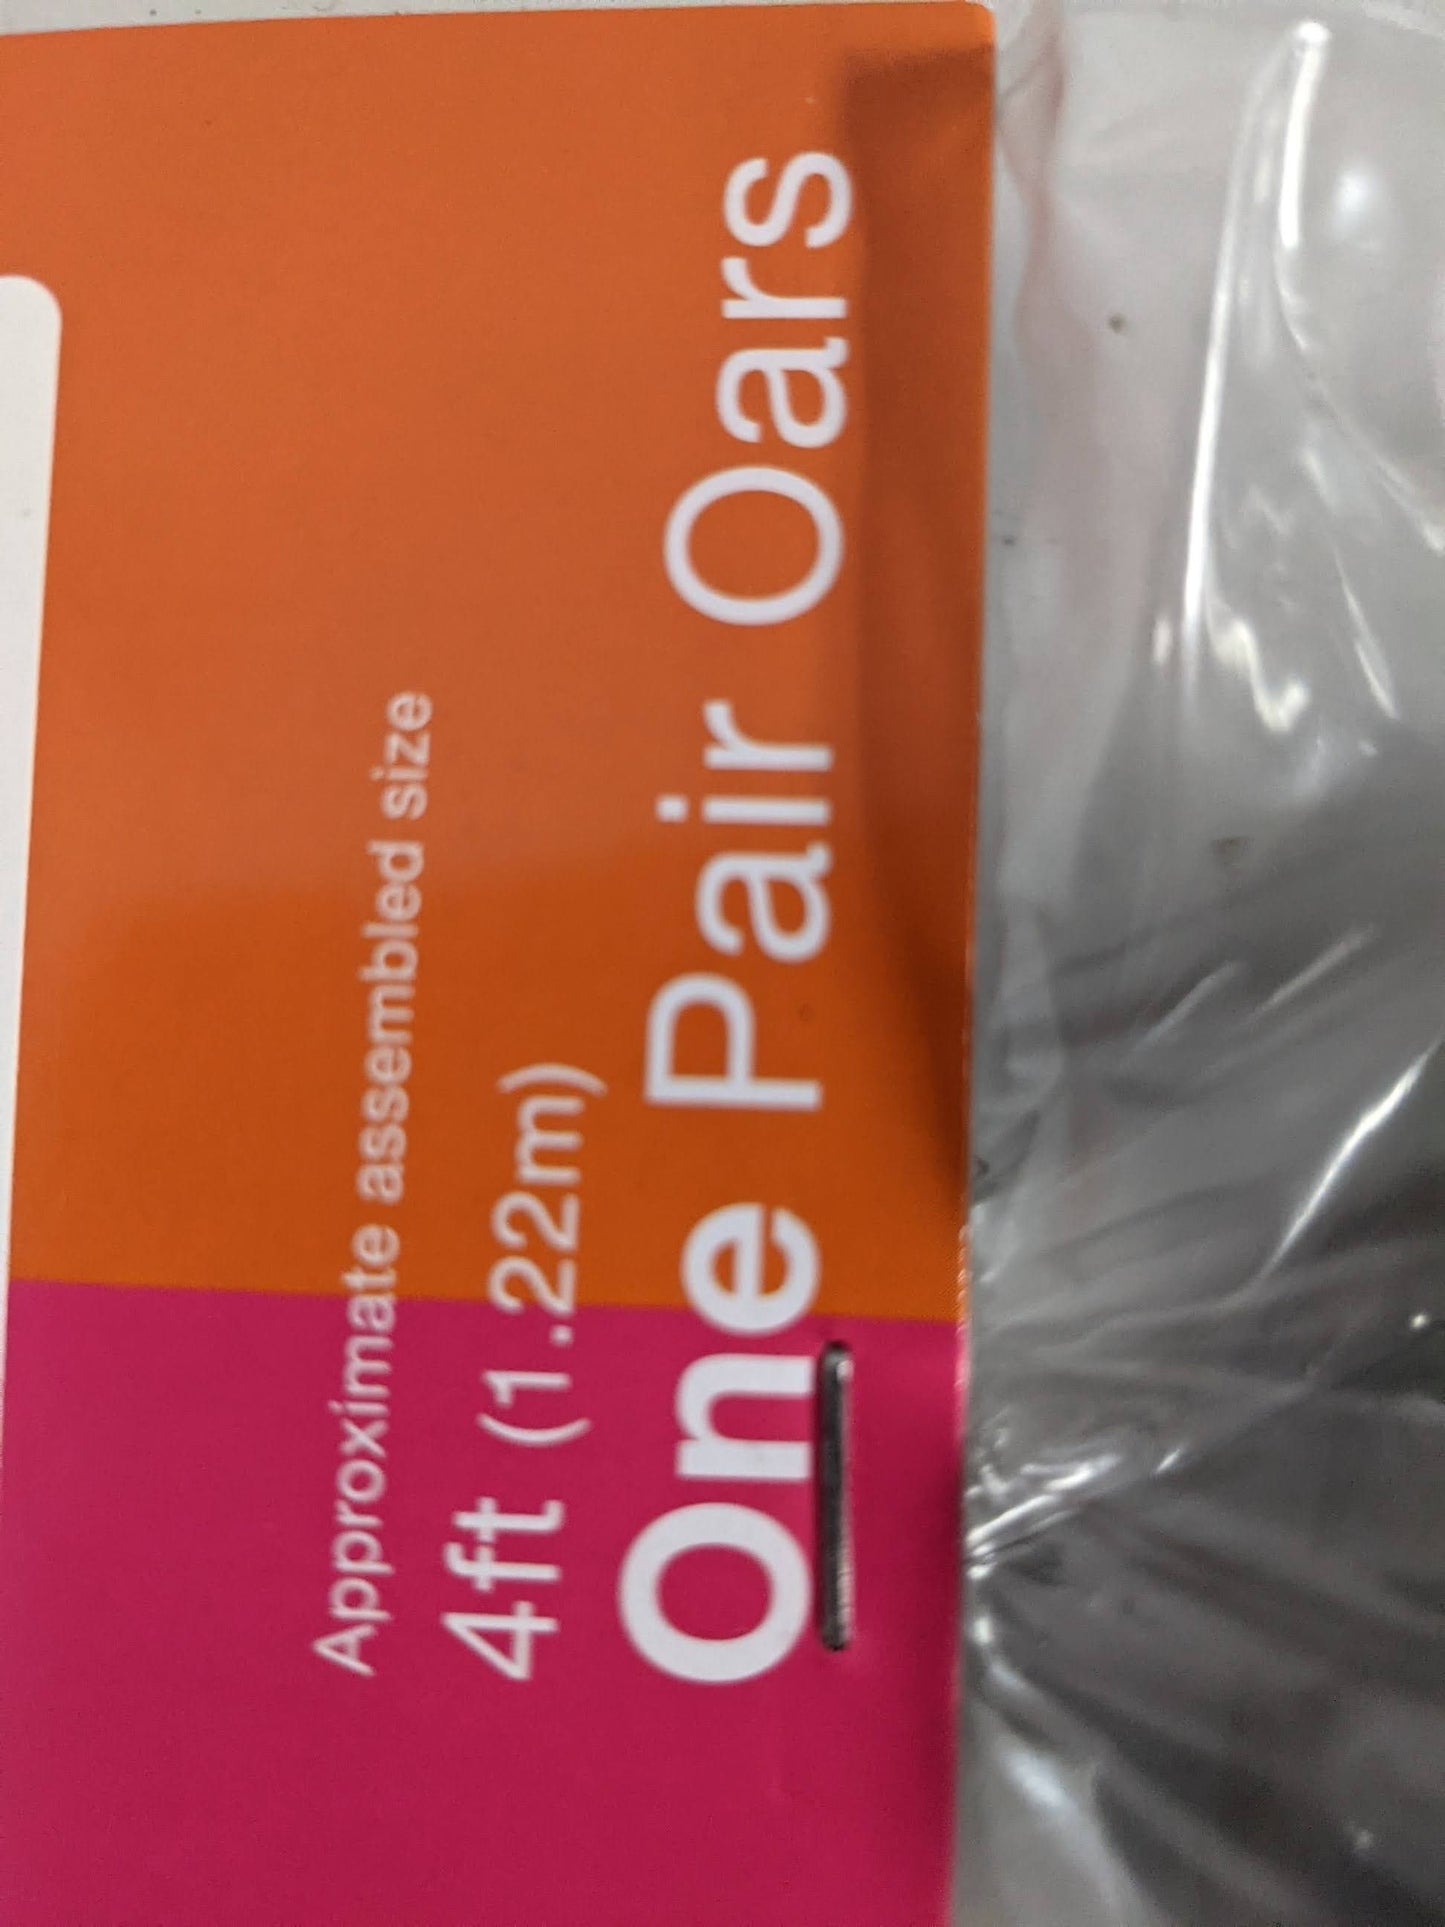 Approximate assembled size
4ft (1.22m)
One Pair Oars